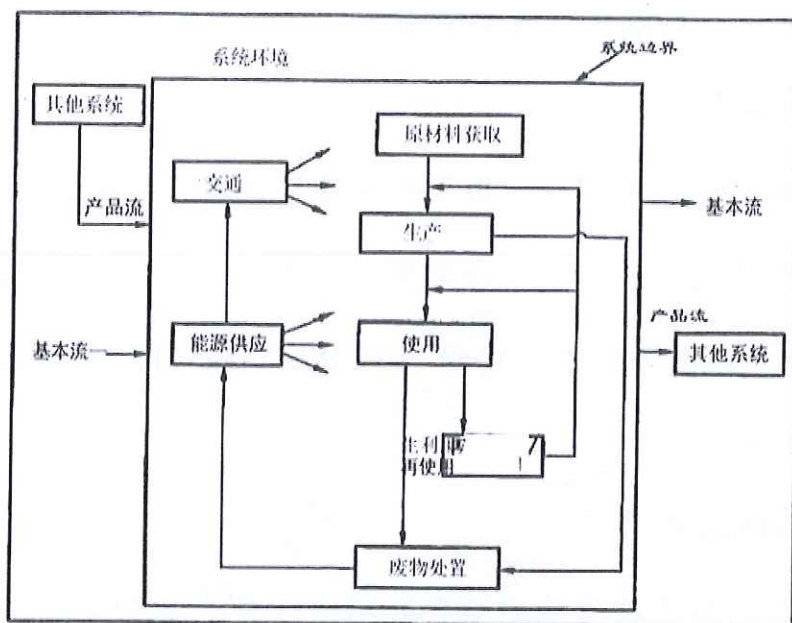 系统环境
系统边界
其他系统
原材料获取
交通
产品流
基本流
生产
产品流
基本流
能源供应
使用
其他系统
再使用
废物处置